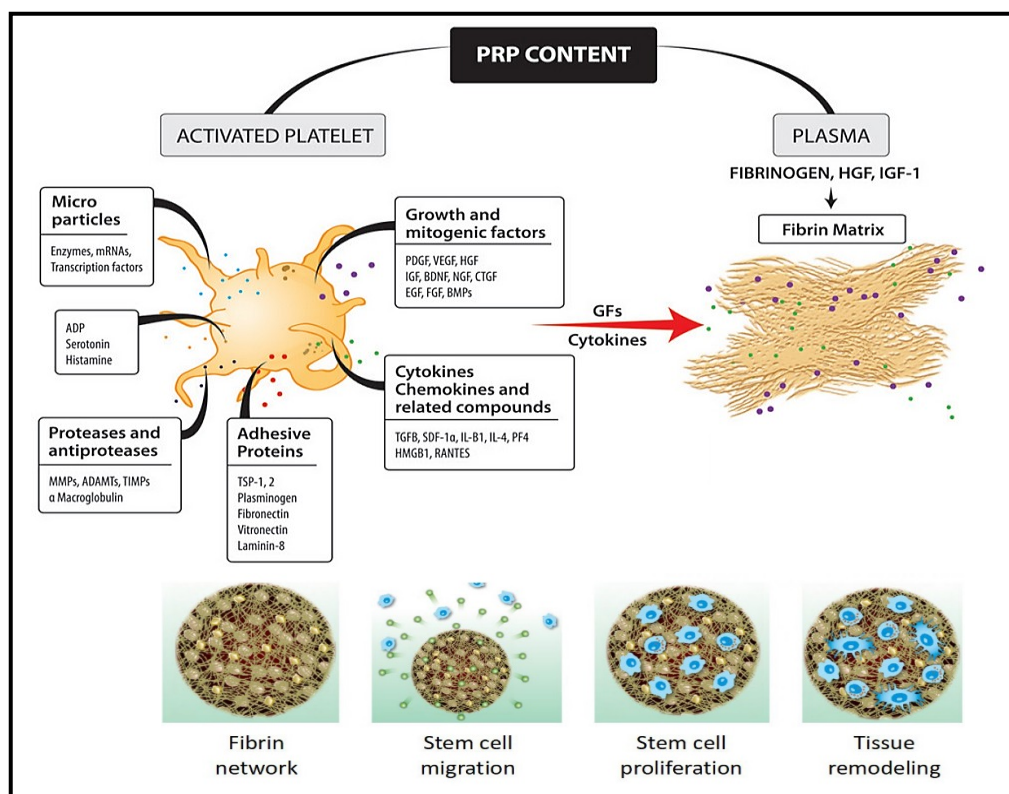 PRP CONTENT
ACTIVATED PLATELET
PLASMA
FIBRINOGEN, HGF, IGF-1
Fibrin Matrix
Micro
particles
Enzymes, mRNAs,
Transcription factors
Growth and
mitogenic factors
PDGF, VEGF, HGF
IGF, BDNF, NGF, CTGF
EGF, FGF, BMPs
ADP
Serotonin
Histamine
GFs
Cytokines
Cytokines
Chemokines and
related compounds
TGFB, SDF-1α, IL-B1, IL-4, PF4
HMGB1, RANTES
Proteases and
antiproteases
MMPs, ADAMTs, TIMPs
α Macroglobulin
Adhesive
Proteins
TSP-1, 2
Plasminogen
Fibronectin
Vitronectin
Laminin-8
Fibrin
network
Stem cell
migration
Stem cell
proliferation
Tissue
remodeling